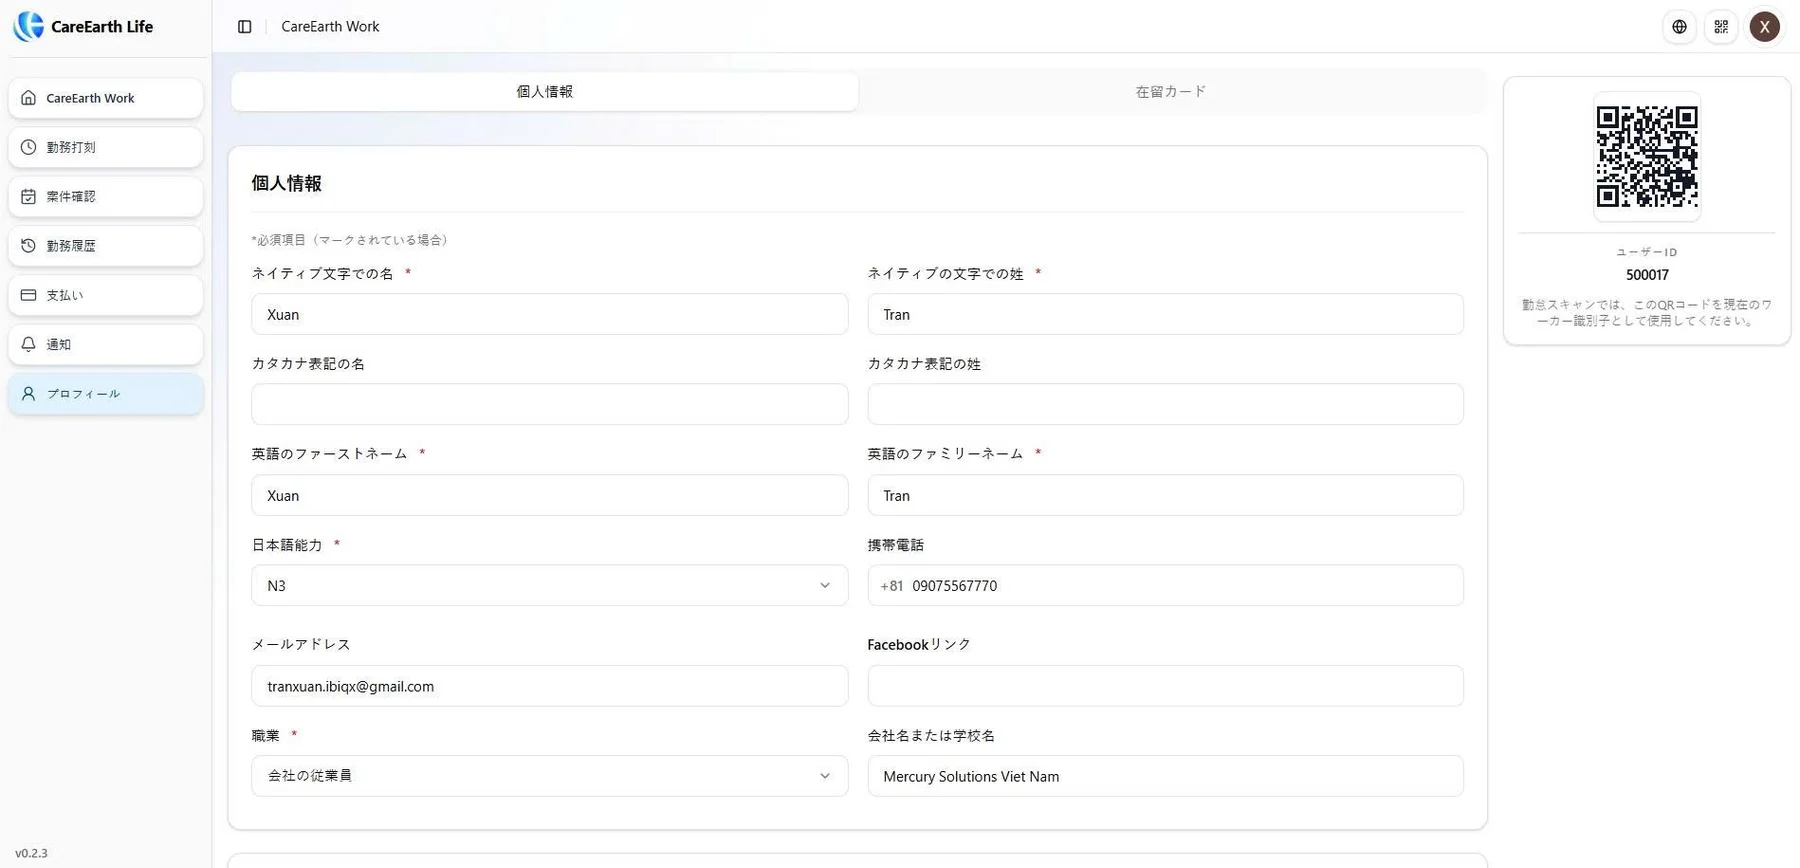 CareEarth Life
CareEarth Work
X
CareEarth Work
勤務打刻
案件確認
勤務履歴
支払い
通知
プロフィール
v0.2.3
個人情報
在留カード
個人情報
*必須項目（マークされている場合）
ネイティブ文字での名 *
ネイティブの文字での姓 *
Xuan
Tran
カタカナ表記の名
カタカナ表記の姓
英語のファーストネーム *
英語のファミリーネーム *
Xuan
Tran
日本語能力 *
携帯電話
N3
+81 09075567770
メールアドレス
Facebookリンク
tranxuan.ibiqx@gmail.com
職業 *
会社名または学校名
会社の従業員
Mercury Solutions Viet Nam
ユーザーID
500017
勤怠スキャンでは、このQRコードを現在のワ
ーカー識別子として使用してください。